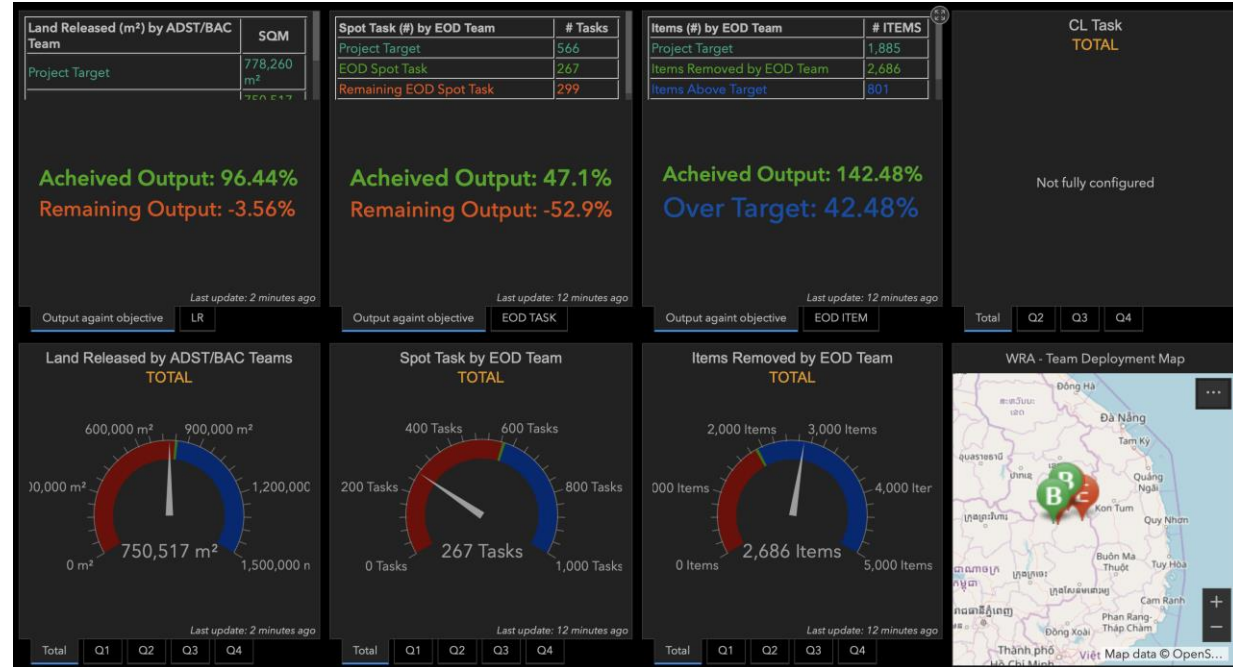 Land Released (m²) by ADST/BAC Team
SQM
Project Target
778,260 m²
750,517
Acheived Output: 96.44%
Remaining Output: -3.56%
Last update: 2 minutes ago
Output againt objective
LR
Spot Task (#) by EOD Team
# Tasks
Project Target
566
EOD Spot Task
267
Remaining EOD Spot Task
299
Acheived Output: 47.1%
Remaining Output: -52.9%
Last update: 12 minutes ago
Output againt objective
EOD TASK
Items (#) by EOD Team
# ITEMS
Project Target
1,885
Items Removed by EOD Team
2,686
Items Above Target
801
Acheived Output: 142.48%
Over Target: 42.48%
Last update: 12 minutes ago
Output againt objective
EOD ITEM
CL Task
TOTAL
Not fully configured
Total
Q2
Q3
Q4
Land Released by ADST/BAC Teams
TOTAL
600,000 m²
900,000 m²
00,000 m²
1,200,000
750,517 m²
0 m²
1,500,000 m
Last update: 2 minutes ago
Total
Q1
Q2
Q3
Q4
Spot Task by EOD Team
TOTAL
400 Tasks
600 Tasks
200 Tasks
800 Tasks
267 Tasks
0 Tasks
1,000 Tasks
Last update: 12 minutes ago
Total
Q1
Q2
Q3
Q4
Items Removed by EOD Team
TOTAL
2,000 Items
3,000 Items
000 Items
4,000 Iter
2,686 Items
0 Items
5,000 Items
Last update: 12 minutes ago
Total
Q1
Q2
Q3
Q4
WRA - Team Deployment Map
Đông Hà
Đà Nẵng
Tam Kỳ
Quảng Ngãi
B
B
Kon Tum
Quy Nhơn
Buôn Ma Thuột
Tuy Hòa
Cam Ranh
Phan Rang-Tháp Chàm
Đồng Xoài
Thành phố Hồ Chí Minh
Việt
Map data © OpenS...